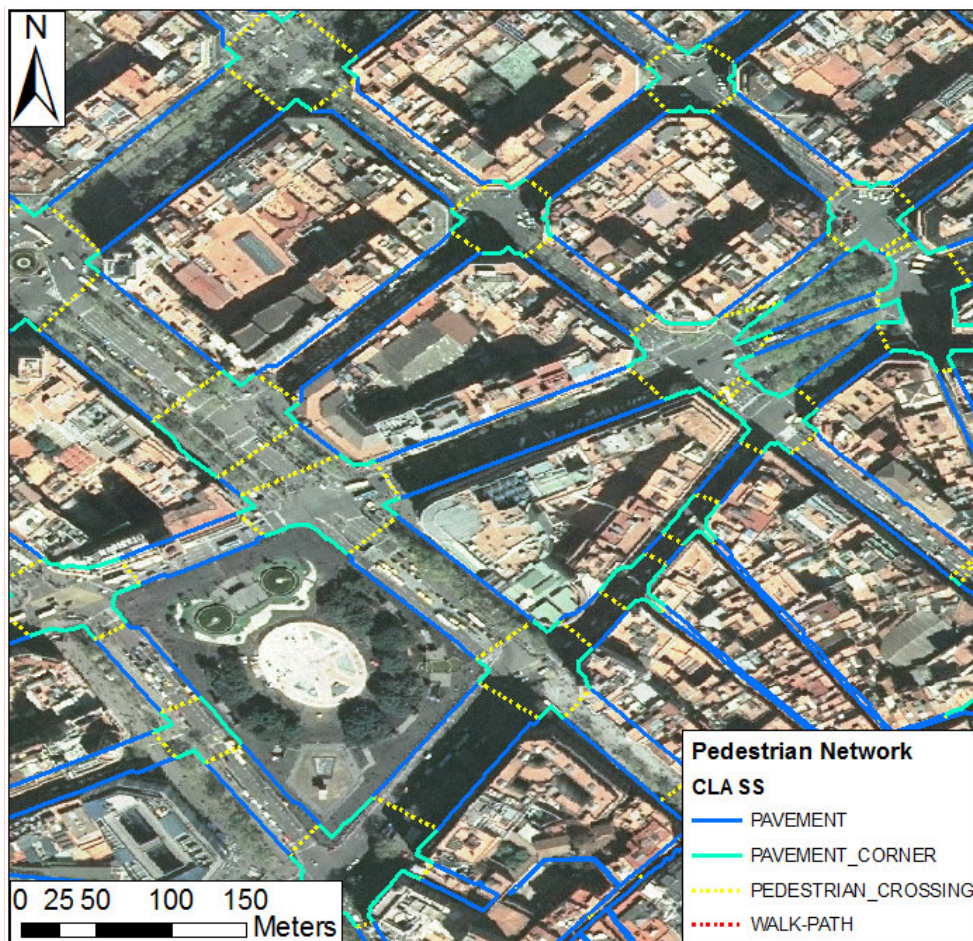 N
Pedestrian Network
CLA SS
PAVEMENT
PAVEMENT_CORNER
PEDESTRIAN_CROSSING
WALK-PATH
0 25 50 100 150
Meters